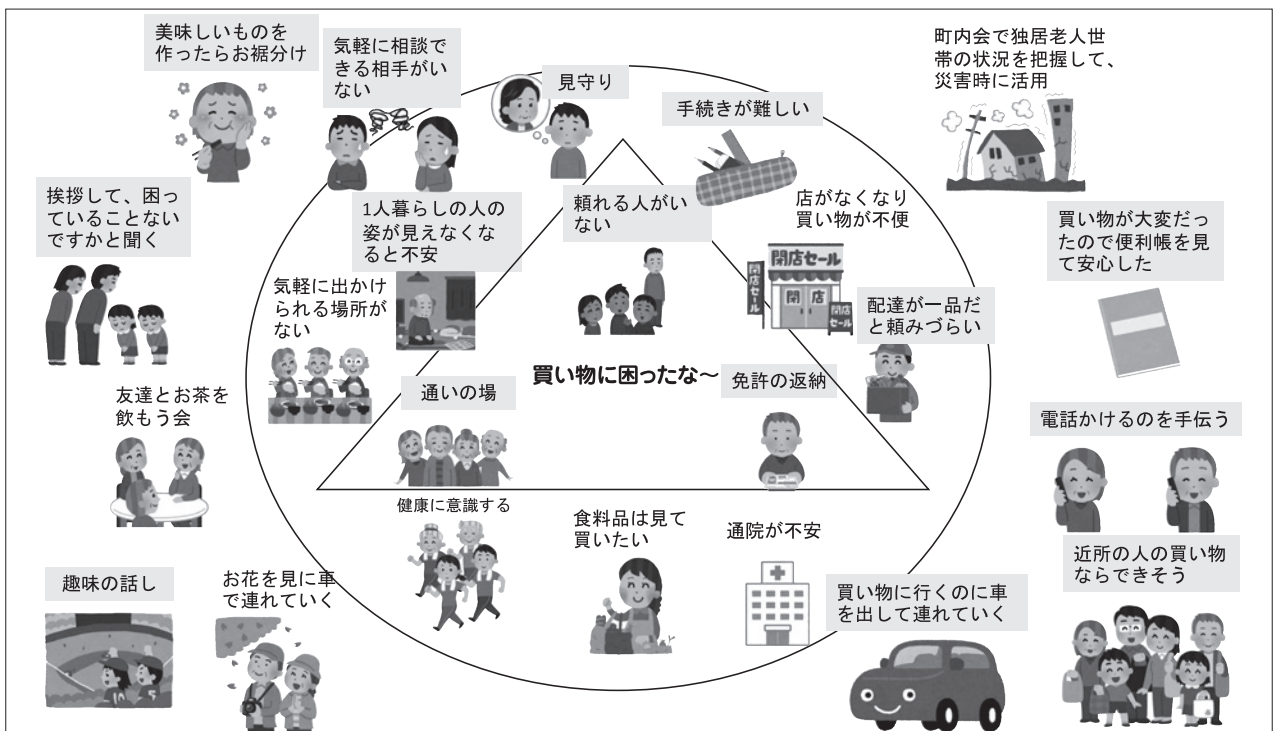 美味しいものを
作ったらお裾分け
気軽に相談で
きる相手がい
ない
見守り
手続きが難しい
町内会で独居老人世
帯の状況を把握して、
災害時に活用
挨拶して、困っ
ていることない
ですかと聞く
1人暮らしの人の
姿が見えなくな
ると不安
頼れる人がい
ない
店がなくなり
買い物が不便
買い物が大変だっ
たので便利帳を見
て安心した
気軽に出かけ
られる場所が
ない
閉店セール
閉店セール
閉店
閉店
セール
配達が一品だ
と頼みづらい
買い物に困ったな～
免許の返納
通いの場
友達とお茶を
飲もう会
電話かけるのを手伝う
健康に意識する
食料品は見て
買いたい
通院が不安
近所の人の買い物
ならできそう
趣味の話し
お花を見に車
で連れていく
買い物に行くのに車
を出して連れていく
10
5